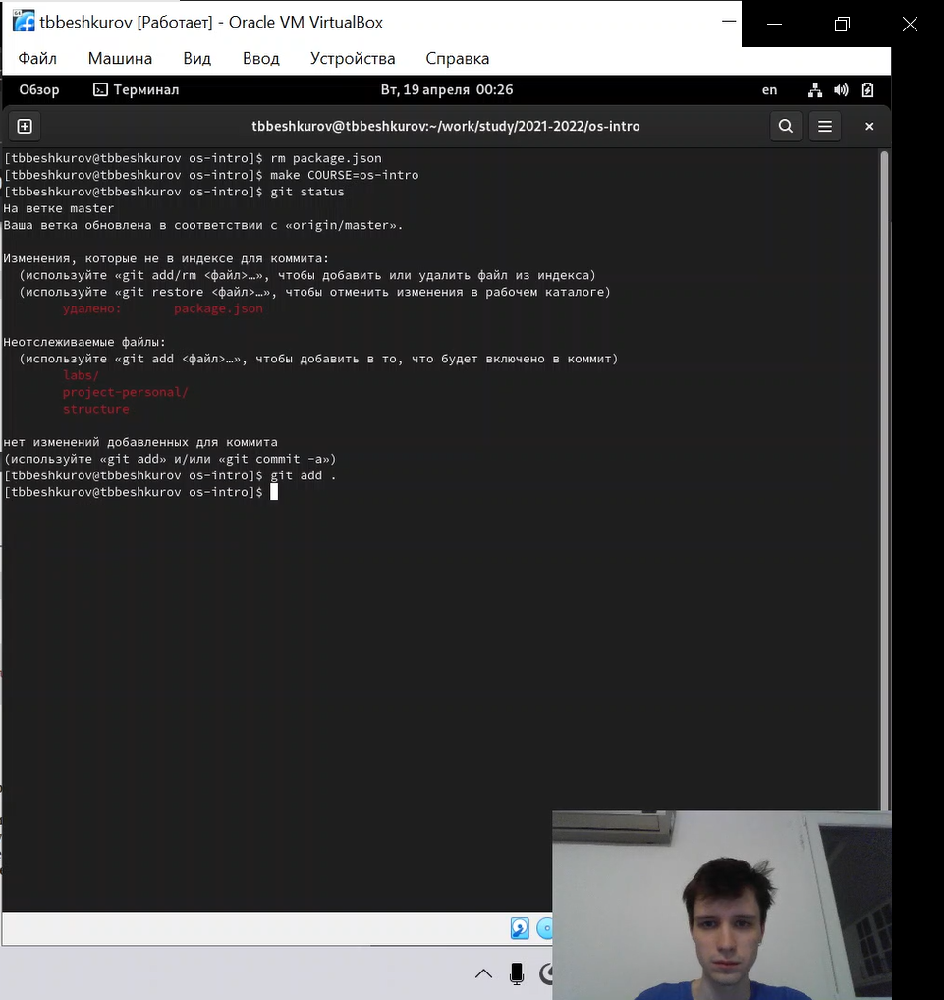 tbbeshkurov [Работает] - Oracle VM VirtualBox
Файл Машина Вид Ввод Устройства Справка
Обзор Терминал Вт, 19 апреля 00:26 en
tbbeshkurov@tbbeshkurov:~/work/study/2021-2022/os-intro
[tbbeshkurov@tbbeshkurov os-intro]$ rm package.json
[tbbeshkurov@tbbeshkurov os-intro]$ make COURSE=os-intro
[tbbeshkurov@tbbeshkurov os-intro]$ git status
На ветке master
Ваша ветка обновлена в соответствии с «origin/master».
Изменения, которые не в индексе для коммита:
(используйте «git add/rm <файл>…», чтобы добавить или удалить файл из индекса)
(используйте «git restore <файл>…», чтобы отменить изменения в рабочем каталоге)
удалено: package.json
Неотслеживаемые файлы:
(используйте «git add <файл>…», чтобы добавить в то, что будет включено в коммит)
labs/
project-personal/
structure
нет изменений добавленных для коммита
(используйте «git add» и/или «git commit -a»)
[tbbeshkurov@tbbeshkurov os-intro]$ git add .
[tbbeshkurov@tbbeshkurov os-intro]$